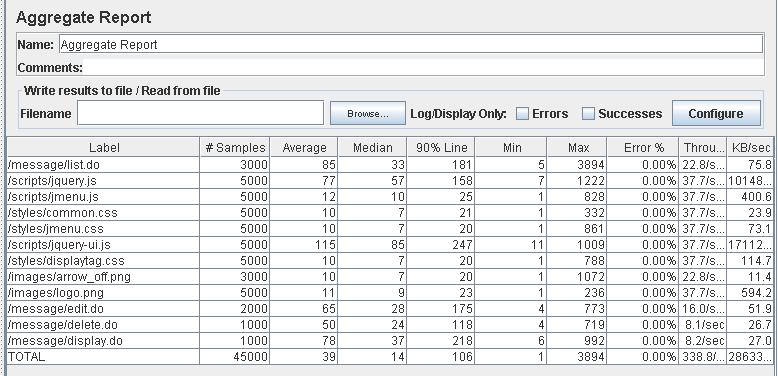 Aggregate Report
Name: Aggregate Report
Comments:
Write results to file / Read from file
Filename Browse... Log/Display Only: Errors Successes Configure
Label # Samples Average Median 90% Line Min Max Error % Throu... KB/sec
/message/list.do 3000 85 33 181 5 3894 0.00% 22.8/s... 75.8
/scripts/jquery.js 5000 77 57 158 7 1222 0.00% 37.7/s... 10148...
/scripts/jmenu.js 5000 12 10 25 1 828 0.00% 37.7/s... 400.6
/styles/common.css 5000 10 7 21 1 332 0.00% 37.7/s... 23.9
/styles/jmenu.css 5000 10 7 20 1 861 0.00% 37.7/s... 73.1
/scripts/jquery-ui.js 5000 115 85 247 11 1009 0.00% 37.7/s... 17112...
/styles/displaytag.css 5000 10 7 20 1 788 0.00% 37.7/s... 114.7
/images/arrow_off.png 3000 10 7 20 1 1072 0.00% 22.8/s... 11.4
/images/logo.png 5000 11 9 23 1 236 0.00% 37.7/s... 594.2
/message/edit.do 2000 65 28 175 4 773 0.00% 16.0/s... 51.9
/message/delete.do 1000 50 24 118 4 719 0.00% 8.1/sec 26.7
/message/display.do 1000 78 37 218 6 992 0.00% 8.2/sec 27.0
TOTAL 45000 39 14 106 1 3894 0.00% 338.8/... 28633...